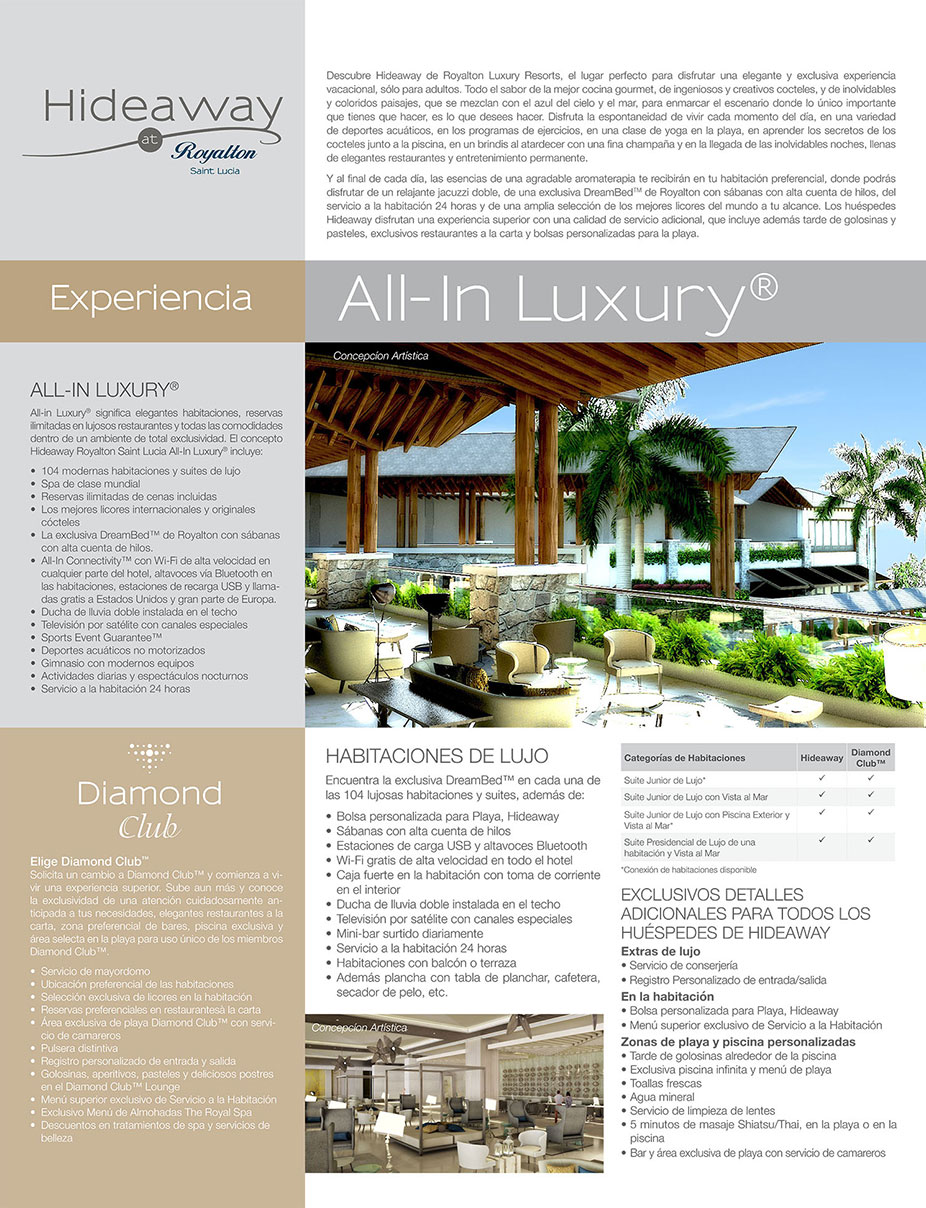 Hideaway
at
Royalton
Saint Lucia
Descubre Hideaway de Royalton Luxury Resorts, el lugar perfecto para disfrutar una elegante y exclusiva experiencia
vacacional, sólo para adultos. Todo el sabor de la mejor cocina gourmet, de ingeniosos y creativos cocteles, y de inolvidables
y coloridos paisajes, que se mezclan con el azul del cielo y el mar, para enmarcar el escenario donde lo único importante
que tienes que hacer, es lo que desees hacer. Disfruta la espontaneidad de vivir cada momento del día, en una variedad
de deportes acuáticos, en los programas de ejercicios, en una clase de yoga en la playa, en aprender los secretos de los
cocteles junto a la piscina, en un brindis al atardecer con una fina champaña y en la llegada de las inolvidables noches, llenas
de elegantes restaurantes y entretenimiento permanente.
Y al final de cada día, las esencias de una agradable aromaterapia te recibirán en tu habitación preferencial, donde podrás
disfrutar de un relajante jacuzzi doble, de una exclusiva DreamBed™ de Royalton con sábanas con alta cuenta de hilos, del
servicio a la habitación 24 horas y de una amplia selección de los mejores licores del mundo a tu alcance. Los huéspedes
Hideaway disfrutan una experiencia superior con una calidad de servicio adicional, que incluye además tarde de golosinas y
pasteles, exclusivos restaurantes a la carta y bolsas personalizadas para la playa.
Experiencia
All-In Luxury®
Concepcion Artística
ALL-IN LUXURY®
All-in Luxury® significa elegantes habitaciones, reservas
ilimitadas en lujosos restaurantes y todas las comodidades
dentro de un ambiente de total exclusividad. El concepto
Hideaway Royalton Saint Lucia All-In Luxury® incluye:
• 104 modernas habitaciones y suites de lujo
• Spa de clase mundial
• Reservas ilimitadas de cenas incluidas
• Los mejores licores internacionales y originales
cócteles
• La exclusiva DreamBed™ de Royalton con sábanas
con alta cuenta de hilos.
• All-In Connectivity™ con Wi-Fi de alta velocidad en
cualquier parte del hotel, altavoces vía Bluetooth en
las habitaciones, estaciones de recarga USB y llama-
das gratis a Estados Unidos y gran parte de Europa.
• Ducha de lluvia doble instalada en el techo
• Televisión por satélite con canales especiales
• Sports Event Guarantee™
• Deportes acuáticos no motorizados
• Gimnasio con modernos equipos
• Actividades diarias y espectáculos nocturnos
• Servicio a la habitación 24 horas
Diamond
Club
Elige Diamond Club™
Solicita un cambio a Diamond Club™ y comienza a vi-
vir una experiencia superior. Sube aun más y conoce
la exclusividad de una atención cuidadosamente an-
ticipada a tus necesidades, elegantes restaurantes a la
carta, zona preferencial de bares, piscina exclusiva y
área selecta en la playa para uso único de los miembros
Diamond Club™.
• Servicio de mayordomo
• Ubicación preferencial de las habitaciones
• Selección exclusiva de licores en la habitación
• Reservas preferenciales en restaurantesà la carta
• Área exclusiva de playa Diamond Club™ con servi-
cio de camareros
• Pulsera distintiva
• Registro personalizado de entrada y salida
• Golosinas, aperitivos, pasteles y deliciosos postres
en el Diamond Club™ Lounge
• Menú superior exclusivo de Servicio a la Habitación
• Exclusivo Menú de Almohadas The Royal Spa
• Descuentos en tratamientos de spa y servicios de
belleza
HABITACIONES DE LUJO
Encuentra la exclusiva DreamBed™ en cada una de
las 104 lujosas habitaciones y suites, además de:
• Bolsa personalizada para Playa, Hideaway
• Sábanas con alta cuenta de hilos
• Estaciones de carga USB y altavoces Bluetooth
• Wi-Fi gratis de alta velocidad en todo el hotel
• Caja fuerte en la habitación con toma de corriente
en el interior
• Ducha de lluvia doble instalada en el techo
• Televisión por satélite con canales especiales
• Mini-bar surtido diariamente
• Servicio a la habitación 24 horas
• Habitaciones con balcón o terraza
• Además plancha con tabla de planchar, cafetera,
secador de pelo, etc.
Concepcion Artística
Categorías de Habitaciones Hideaway Diamond
Club™
Suite Junior de Lujo* ✓ ✓
Suite Junior de Lujo con Vista al Mar ✓ ✓
Suite Junior de Lujo con Piscina Exterior y ✓ ✓
Vista al Mar*
Suite Presidencial de Lujo de una ✓ ✓
habitación y Vista al Mar
*Conexión de habitaciones disponible
EXCLUSIVOS DETALLES
ADICIONALES PARA TODOS LOS
HUÉSPEDES DE HIDEAWAY
Extras de lujo
• Servicio de conserjería
• Registro Personalizado de entrada/salida
En la habitación
• Bolsa personalizada para Playa, Hideaway
• Menú superior exclusivo de Servicio a la Habitación
Zonas de playa y piscina personalizadas
• Tarde de golosinas alrededor de la piscina
• Exclusiva piscina infinita y menú de playa
• Toallas frescas
• Agua mineral
• Servicio de limpieza de lentes
• 5 minutos de masaje Shiatsu/Thai, en la playa o en la
piscina
• Bar y área exclusiva de playa con servicio de camareros